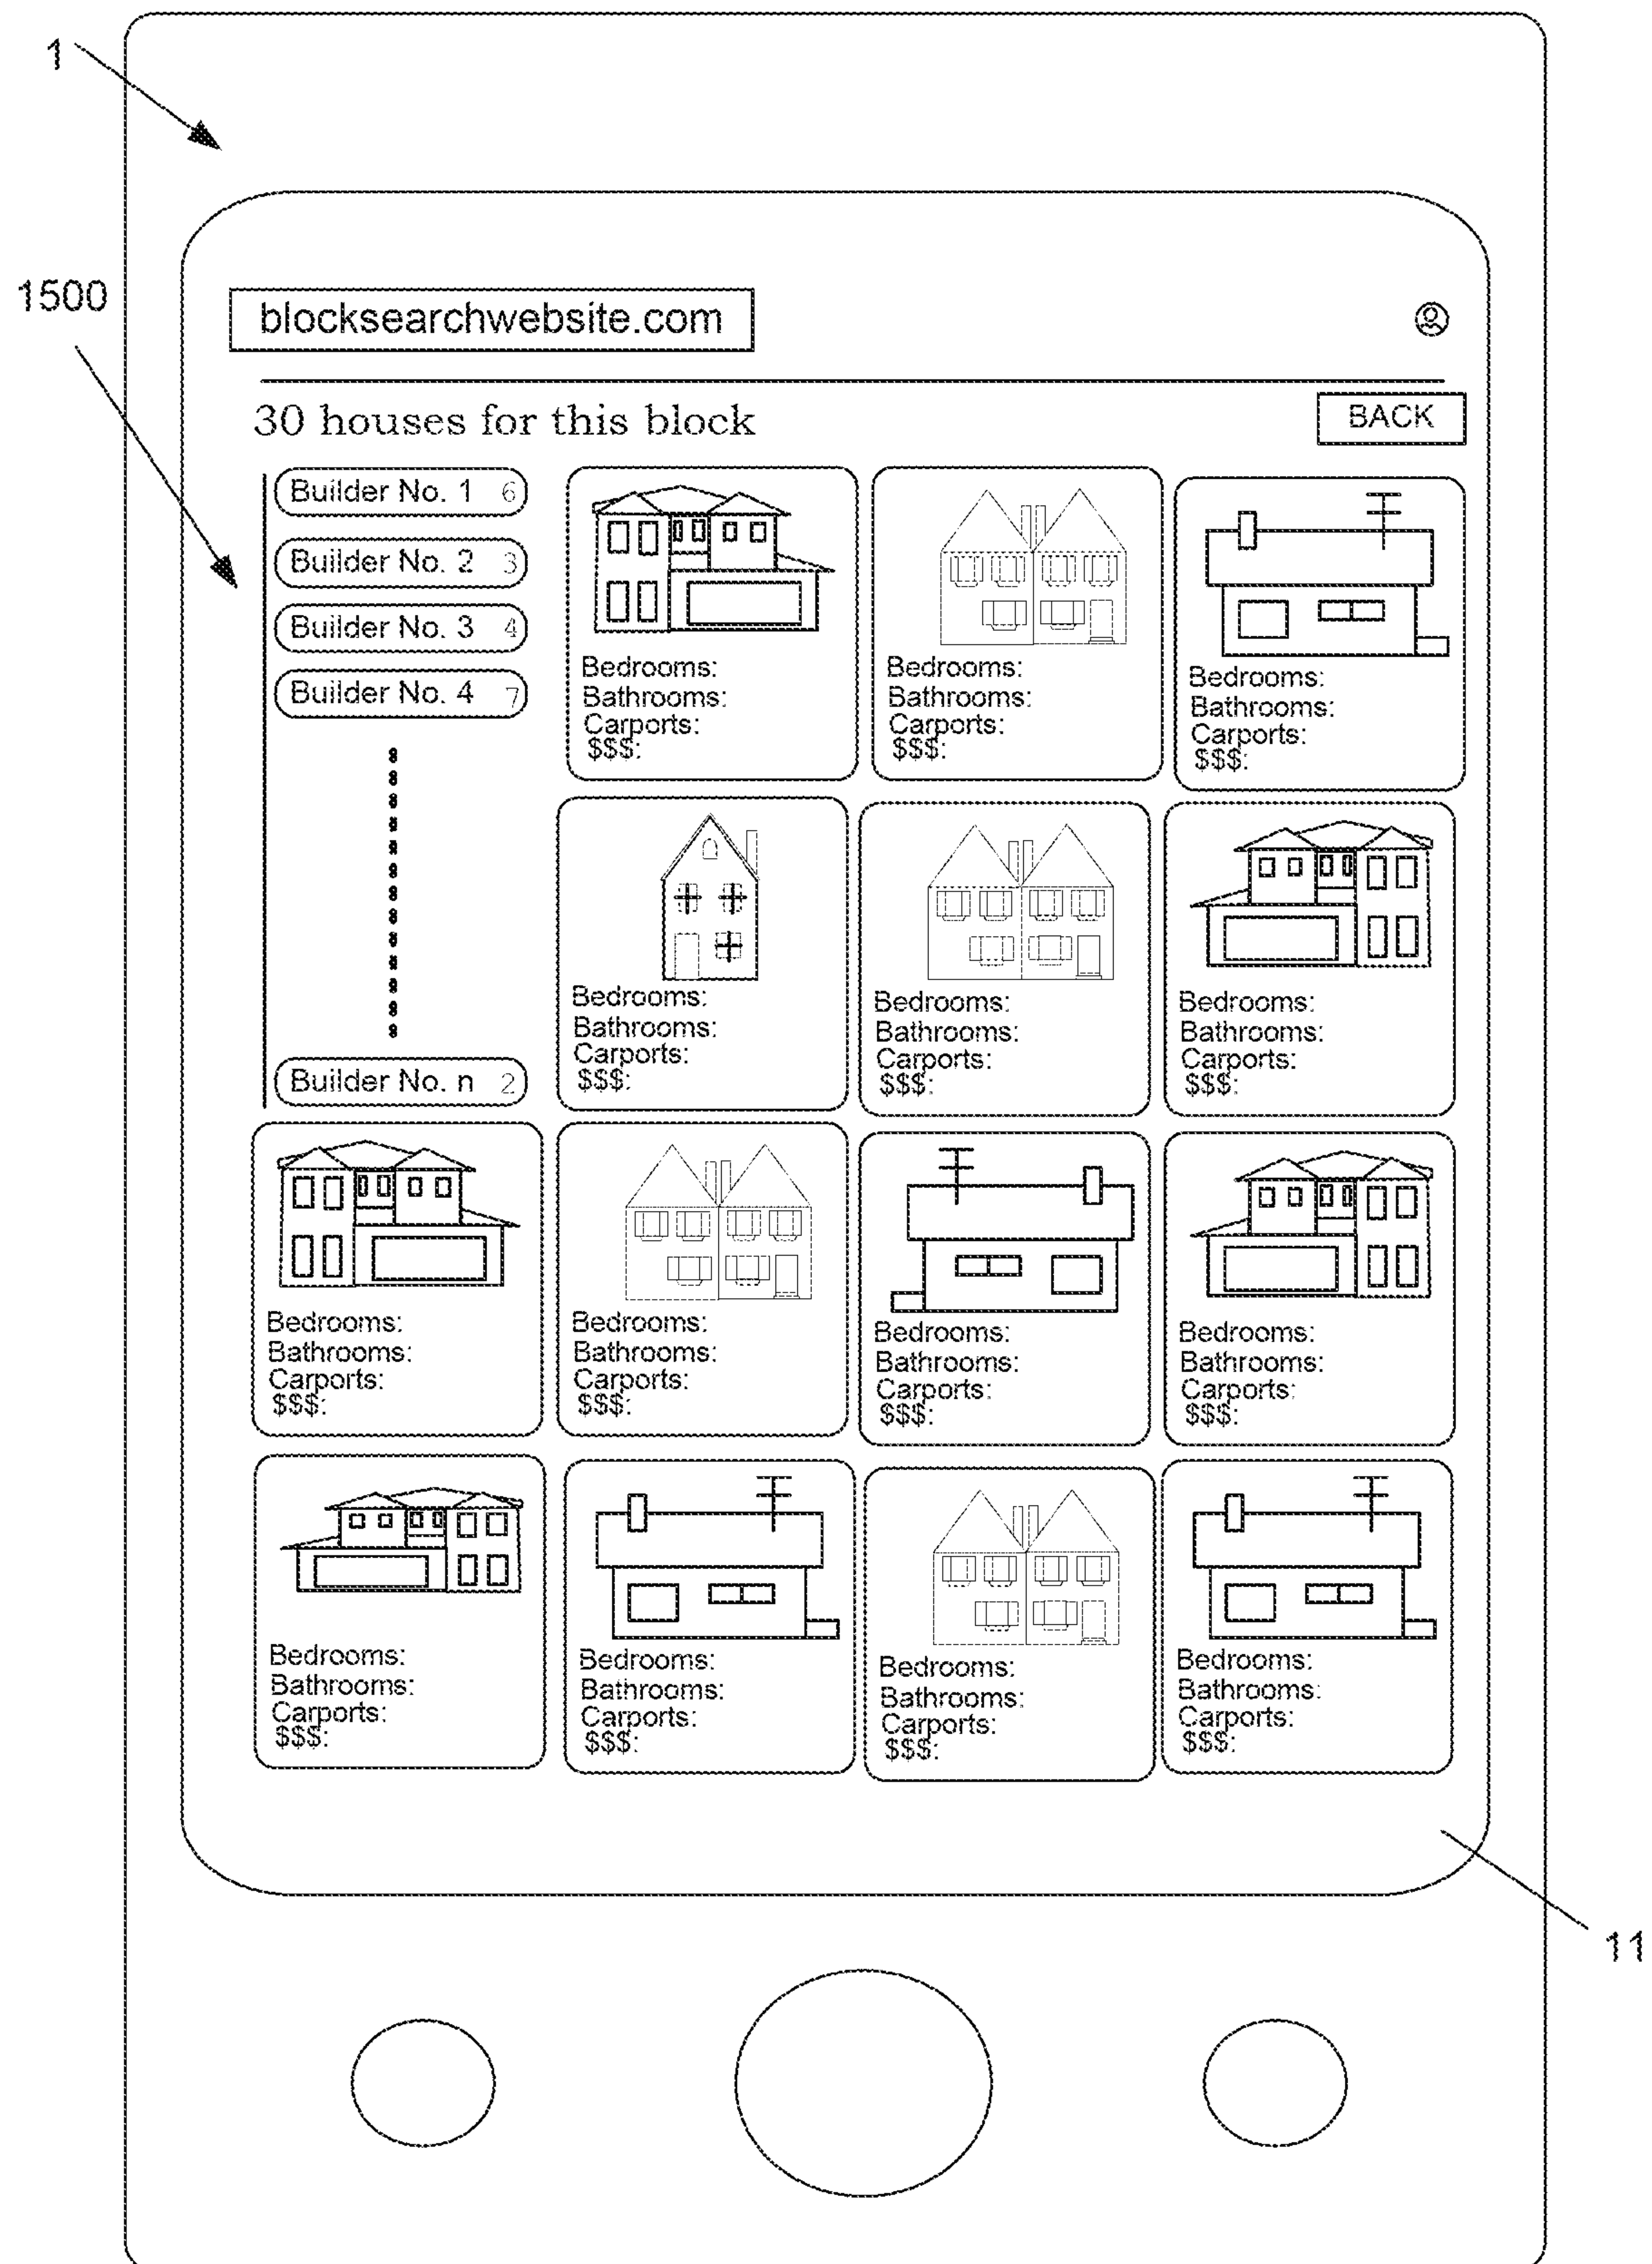 1
1500
blocksearchwebsite.com
30 houses for this block
BACK
Builder No. 1 6
Builder No. 2 3
Builder No. 3 4
Builder No. 4 7
Builder No. n 2
Bedrooms:
Bathrooms:
Carports:
$$$:
Bedrooms:
Bathrooms:
Carports:
$$$:
Bedrooms:
Bathrooms:
Carports:
$$$:
Bedrooms:
Bathrooms:
Carports:
$$$:
Bedrooms:
Bathrooms:
Carports:
$$$:
Bedrooms:
Bathrooms:
Carports:
$$$:
Bedrooms:
Bathrooms:
Carports:
$$$:
Bedrooms:
Bathrooms:
Carports:
$$$:
Bedrooms:
Bathrooms:
Carports:
$$$:
Bedrooms:
Bathrooms:
Carports:
$$$:
Bedrooms:
Bathrooms:
Carports:
$$$:
Bedrooms:
Bathrooms:
Carports:
$$$:
Bedrooms:
Bathrooms:
Carports:
$$$:
Bedrooms:
Bathrooms:
Carports:
$$$:
11